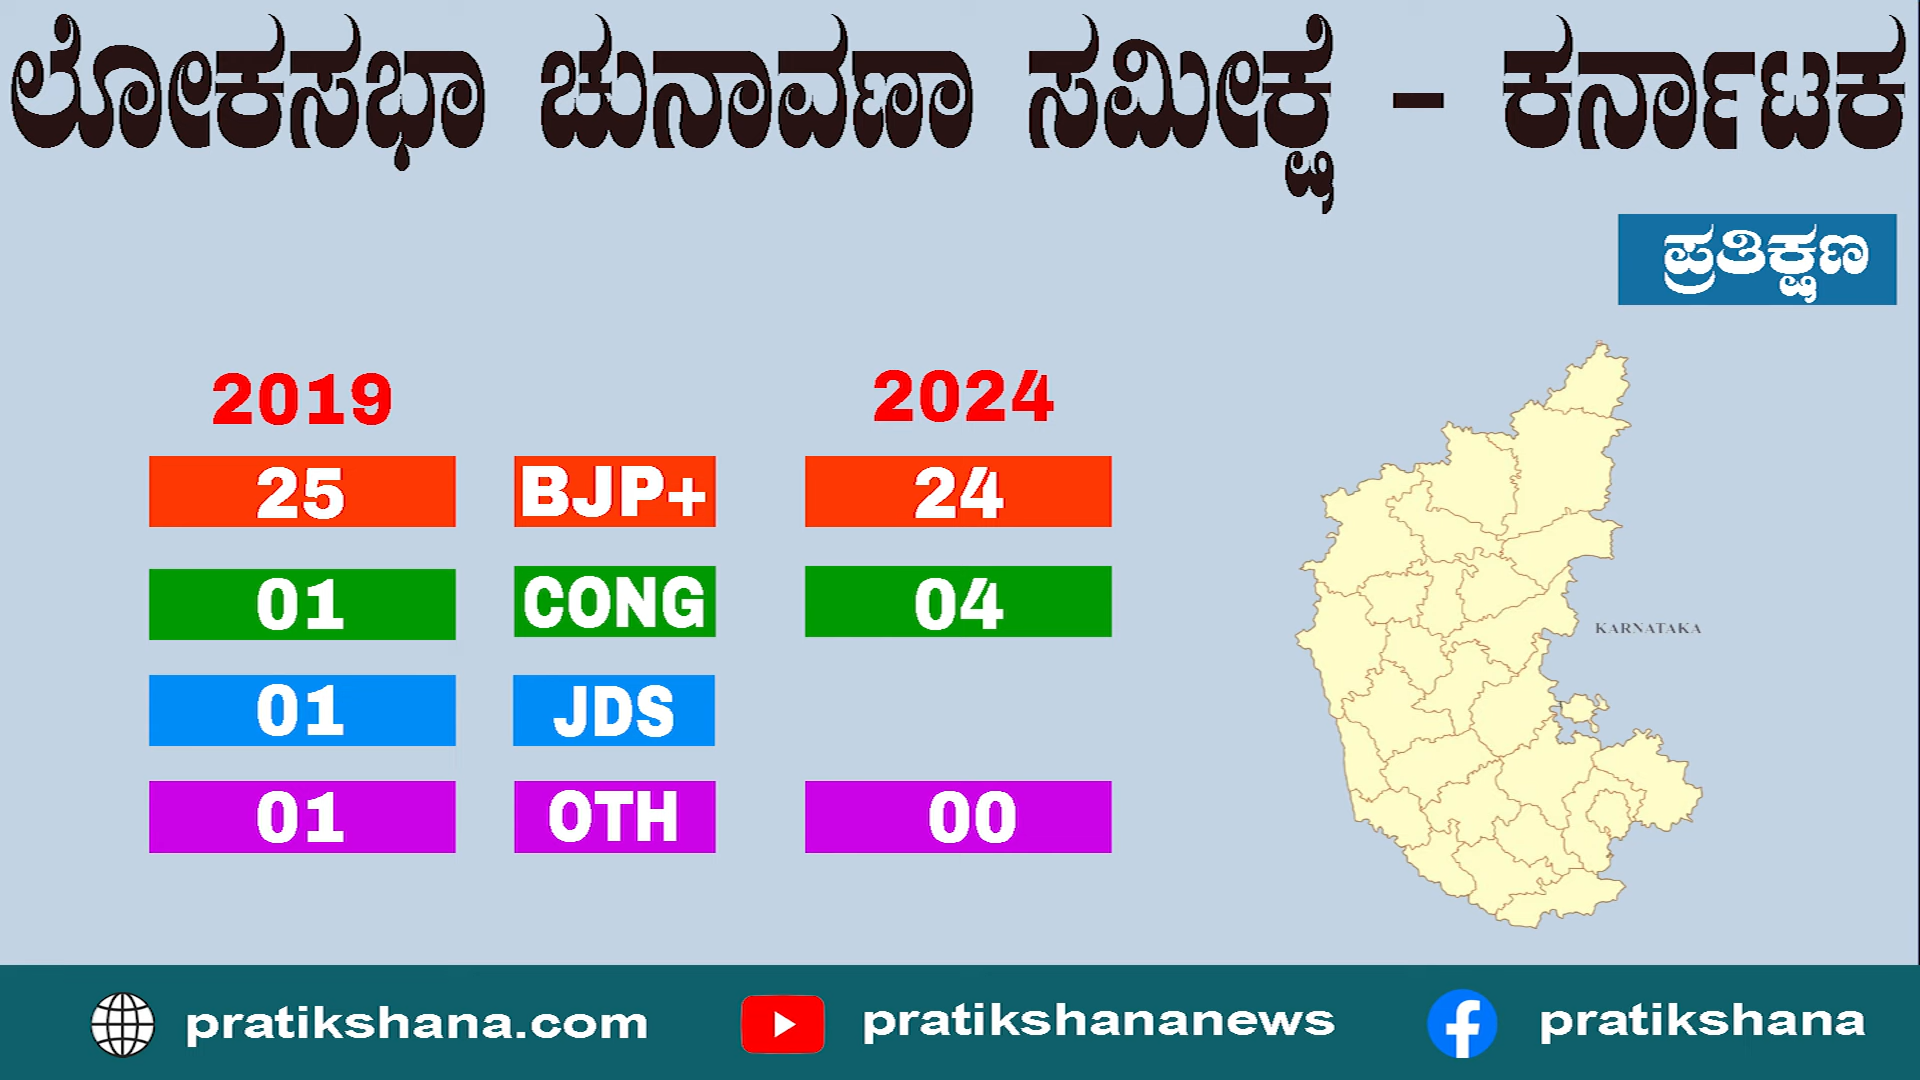 ಲೋಕಸಭಾ ಚುನಾವಣಾ ಸಮೀಕ್ಷೆ - ಕರ್ನಾಟಕ
ಪ್ರತಿಕ್ಷಣ
2019 2024
25 BJP+ 24
01 CONG 04
01 JDS
01 OTH 00
KARNATAKA
pratikshana.com pratikshananews pratikshana